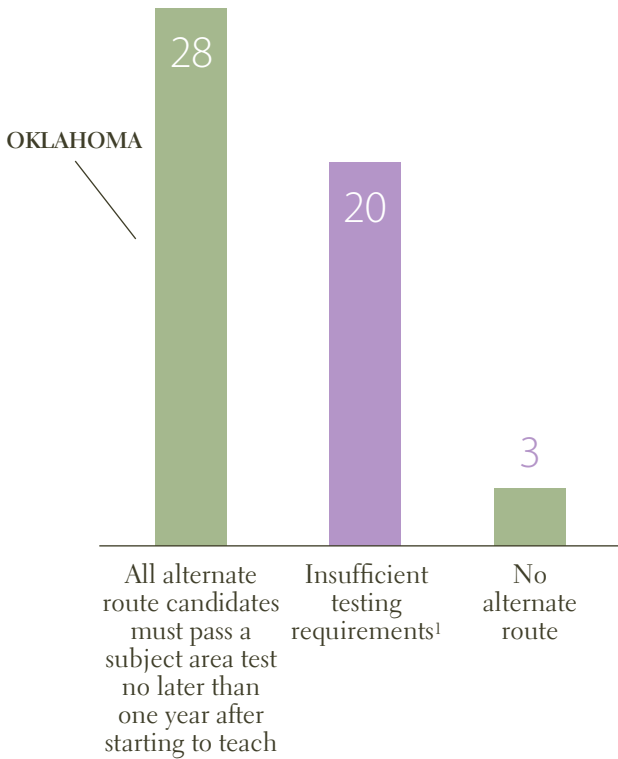 28
OKLAHOMA
20
3
All alternate
route candidates
must pass a
subject area test
no later than
one year after
starting to teach
Insufficient
testing
requirements¹
No
alternate
route